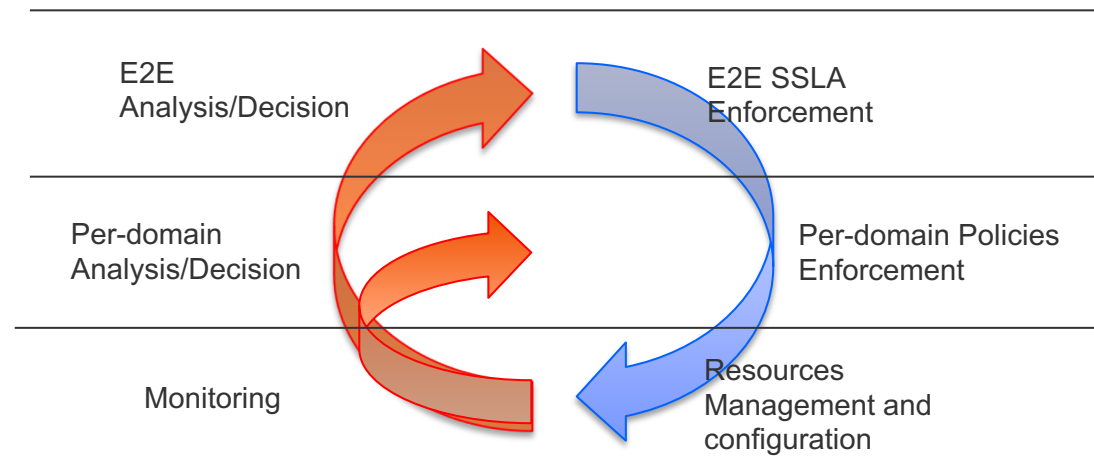 E2E
Analysis/Decision
E2E SSLA
Enforcement
Per-domain
Analysis/Decision
Per-domain Policies
Enforcement
Monitoring
Resources
Management and
configuration